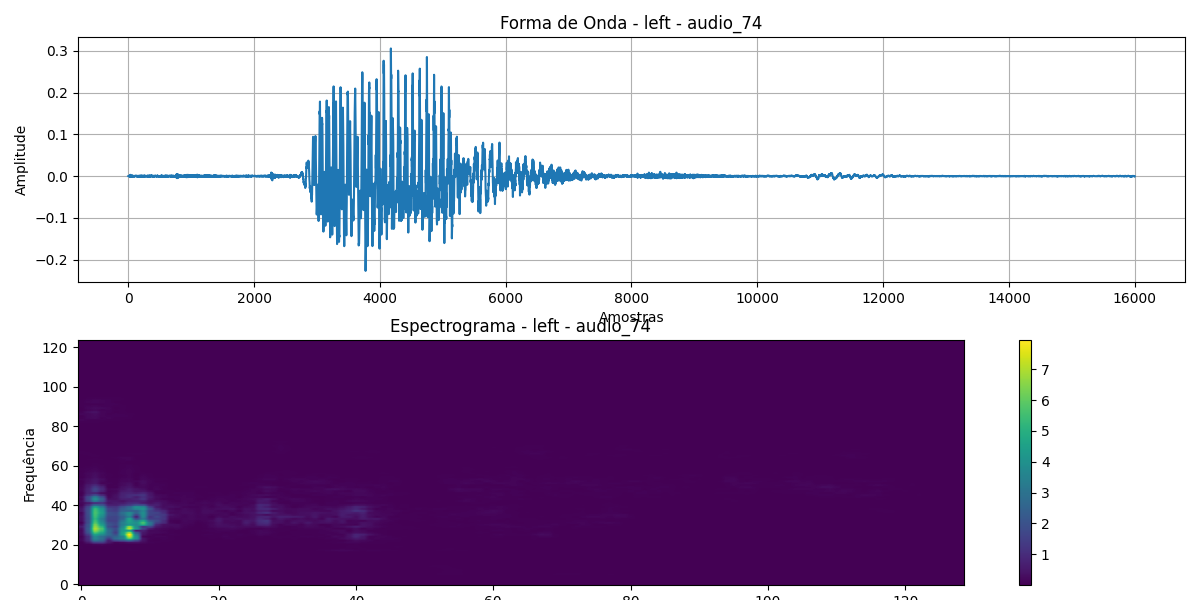 Forma de Onda - left - audio_74
Amplitude
0.3
0.2
0.1
0.0
−0.1
−0.2
0 2000 4000 6000 8000 10000 12000 14000 16000
Amostras
Espectrograma - left - audio_74
Frequência
120
100
80
60
40
20
0
0 20 40 60 80 100 120
7
6
5
4
3
2
1